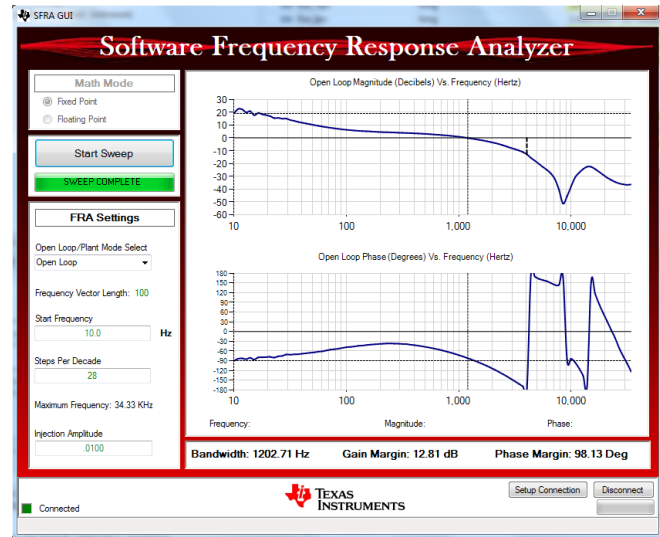 SFRA GUI
Software Frequency Response Analyzer
Math Mode
Fixed Point
Floating Point
Start Sweep
SWEEP COMPLETE
FRA Settings
Open Loop/Plant Mode Select
Open Loop
Frequency Vector Length: 100
Start Frequency
10.0 Hz
Steps Per Decade
28
Maximum Frequency: 34.33 KHz
Injection Amplitude
.0100
Open Loop Magnitude (Decibels) Vs. Frequency (Hertz)
30
20
10
0
-10
-20
-30
-40
-50
-60
10 100 1,000 10,000
Open Loop Phase (Degrees) Vs. Frequency (Hertz)
180
150
120
90
60
30
0
-30
-60
-90
-120
-150
-180
10 100 1,000 10,000
Frequency: Magnitude: Phase:
Bandwidth: 1202.71 Hz Gain Margin: 12.81 dB Phase Margin: 98.13 Deg
Connected
TEXAS
INSTRUMENTS
Setup Connection Disconnect